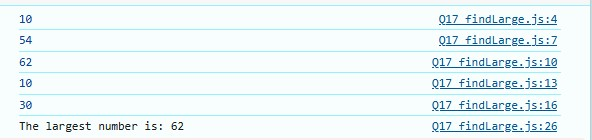 10 Q17 findLarge.js:4
54 Q17 findLarge.js:7
62 Q17 findLarge.js:10
10 Q17 findLarge.js:13
30 Q17 findLarge.js:16
The largest number is: 62 Q17 findLarge.js:26